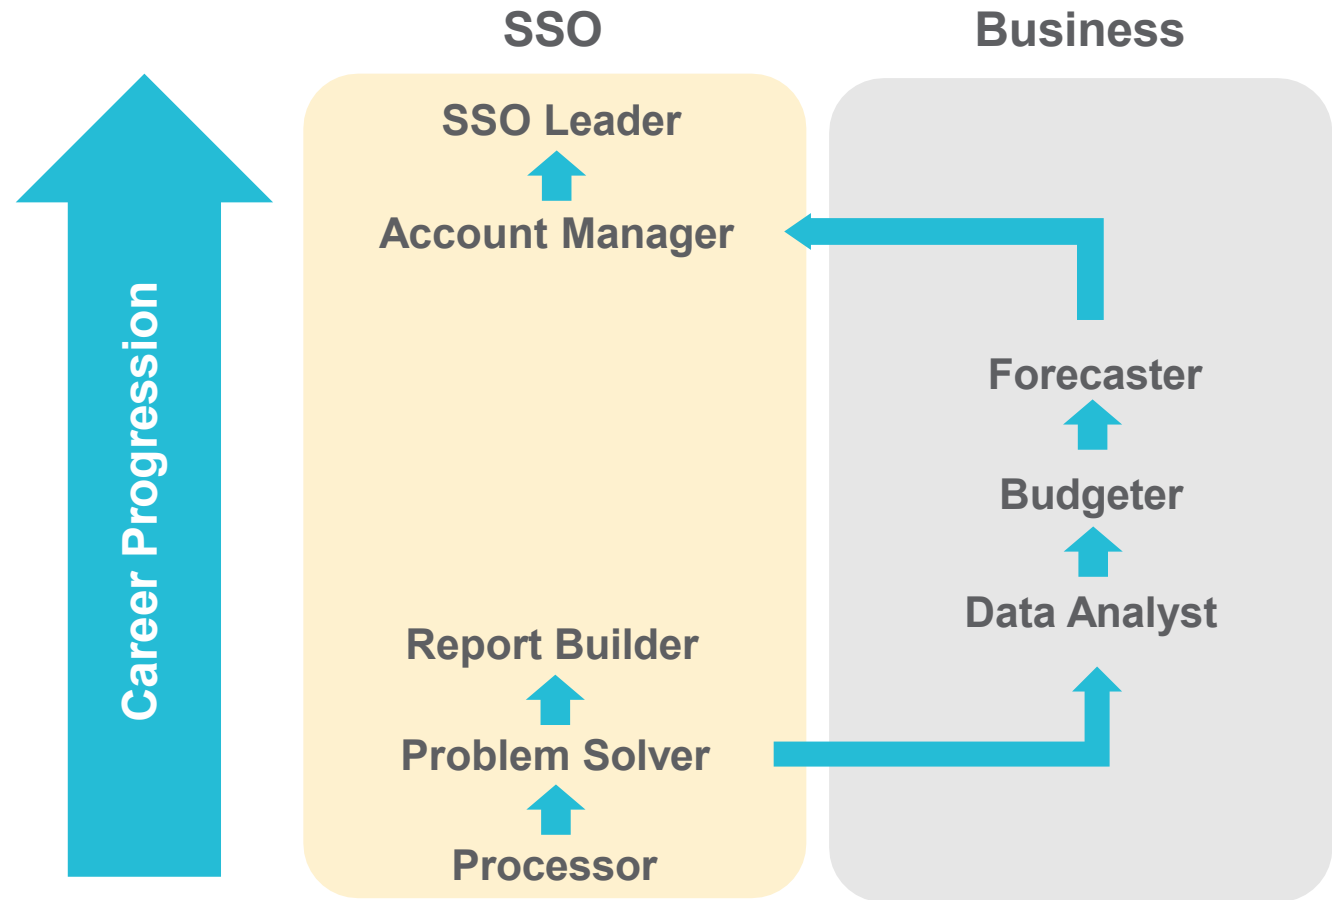 SSO
Business
Career Progression
SSO Leader
Account Manager
Report Builder
Problem Solver
Processor
Forecaster
Budgeter
Data Analyst